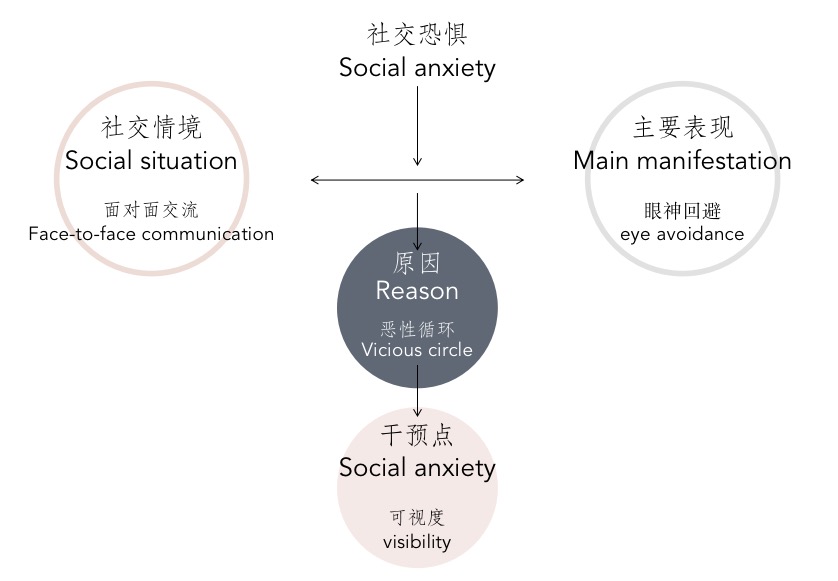 社交恐惧
Social anxiety
社交情境
Social situation
面对面交流
Face-to-face communication
主要表现
Main manifestation
眼神回避
eye avoidance
原因
Reason
恶性循环
Vicious circle
干预点
Social anxiety
可视度
visibility